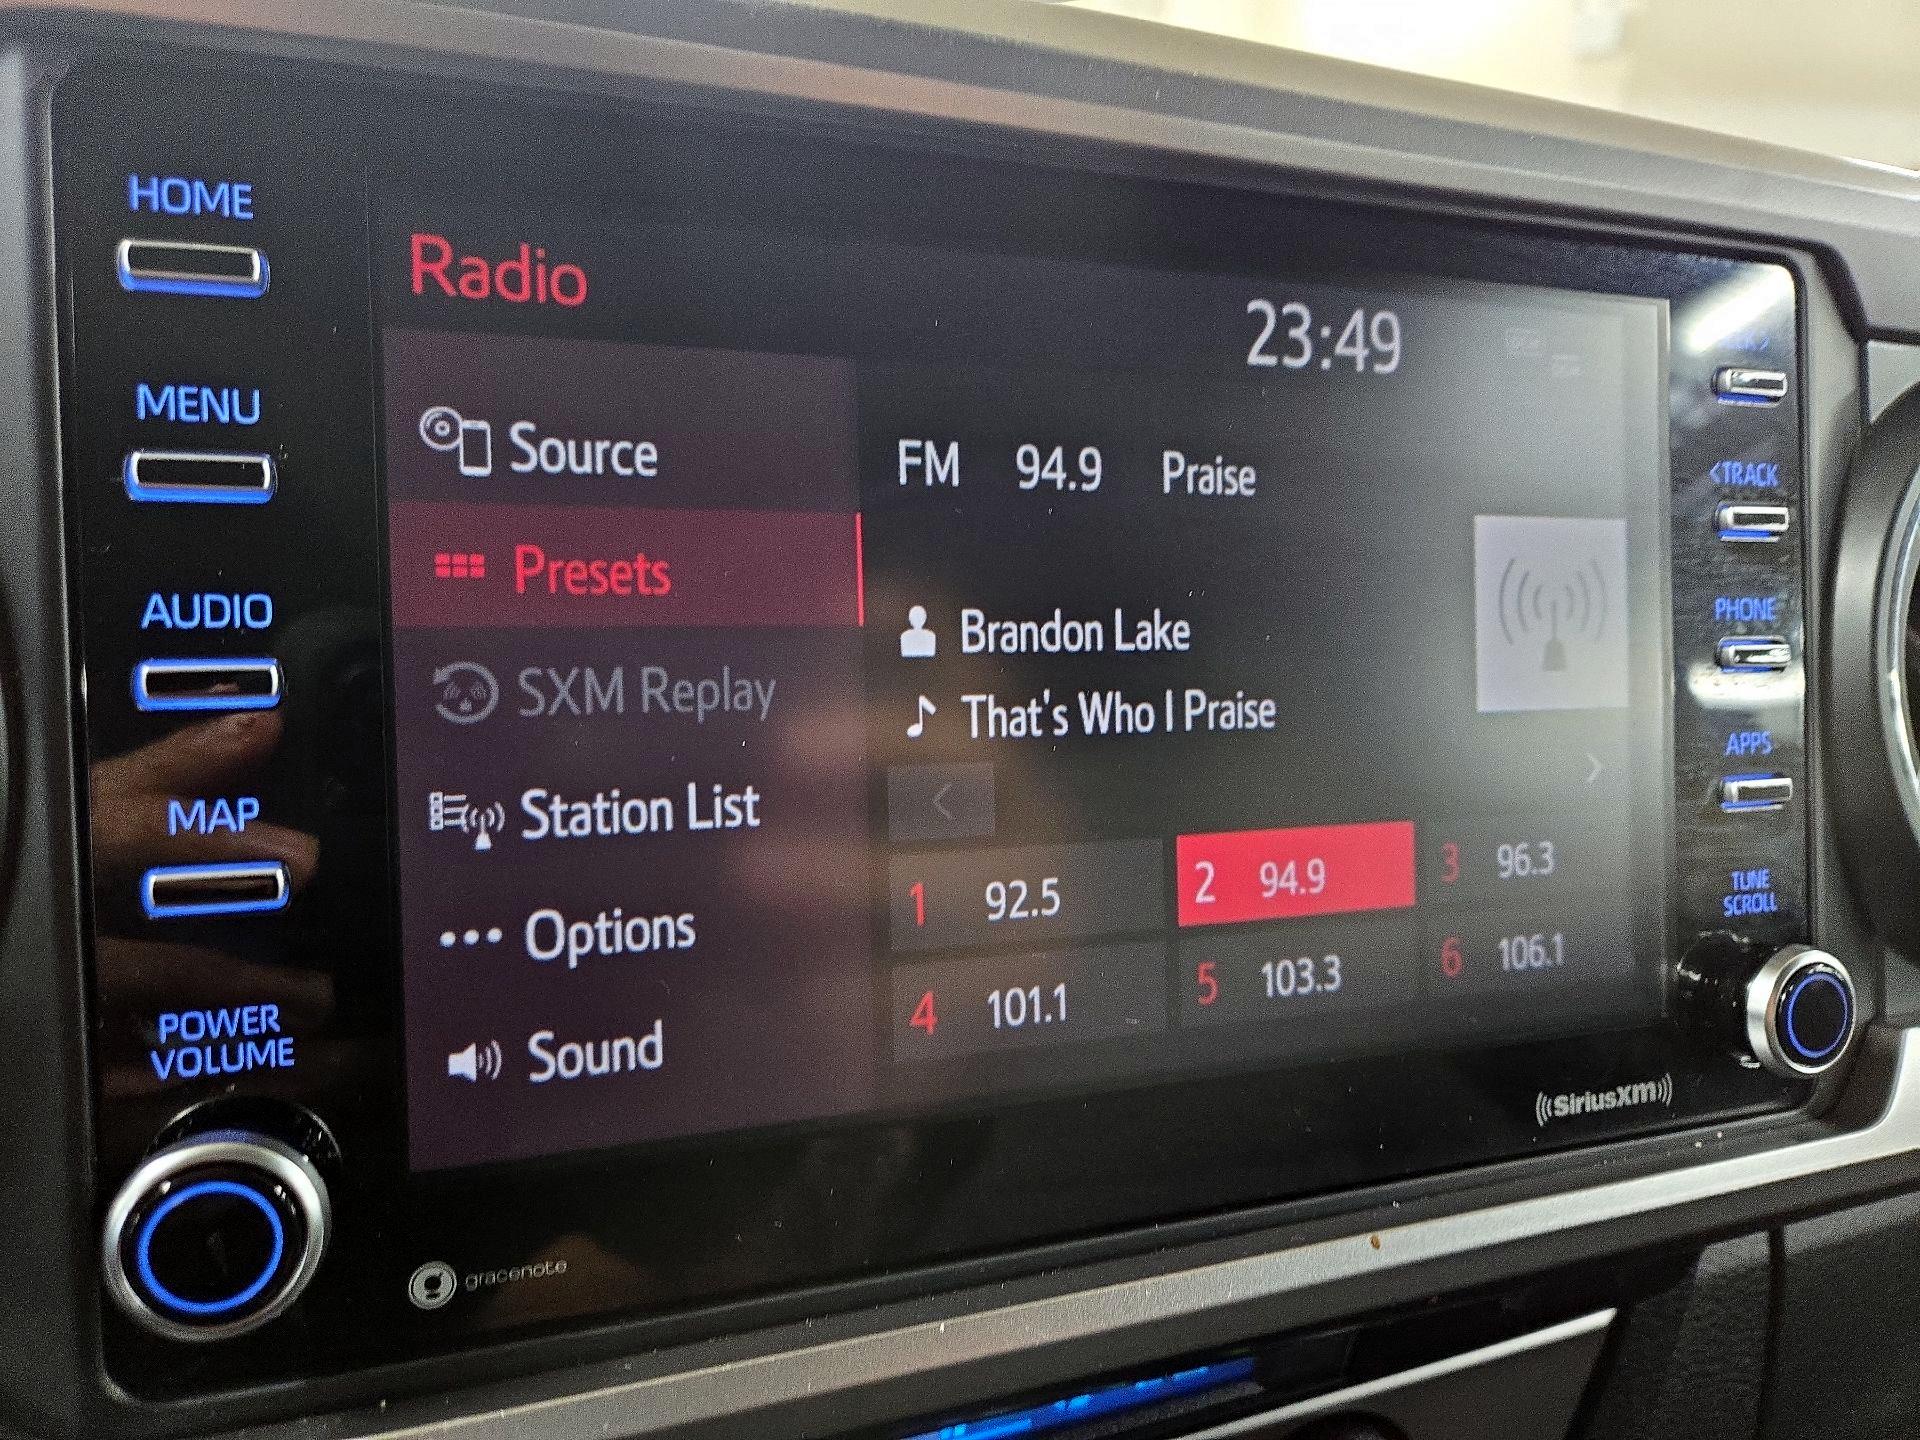 HOME
MENU
AUDIO
MAP
POWER
VOLUME
Radio
23:49
Source
Presets
SXM Replay
Station List
Options
Sound
FM 94.9 Praise
Brandon Lake
That's Who I Praise
1 92.5
2 94.9
3 96.3
4 101.1
5 103.3
6 106.1
<TRACK
PHONE
APPS
TUNE
SCROLL
SiriusXM
gracenote